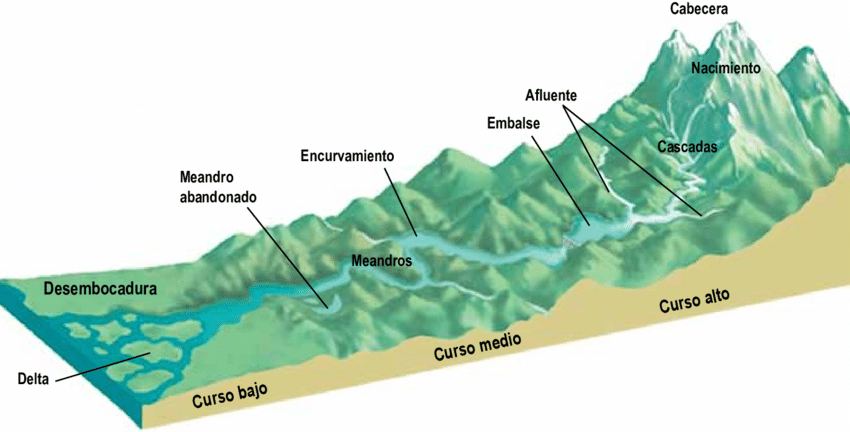 Cabecera
Nacimiento
Afluente
Embalse
Cascadas
Encurvamiento
Meandro
abandonado
Meandros
Desembocadura
Curso alto
Curso medio
Delta
Curso bajo